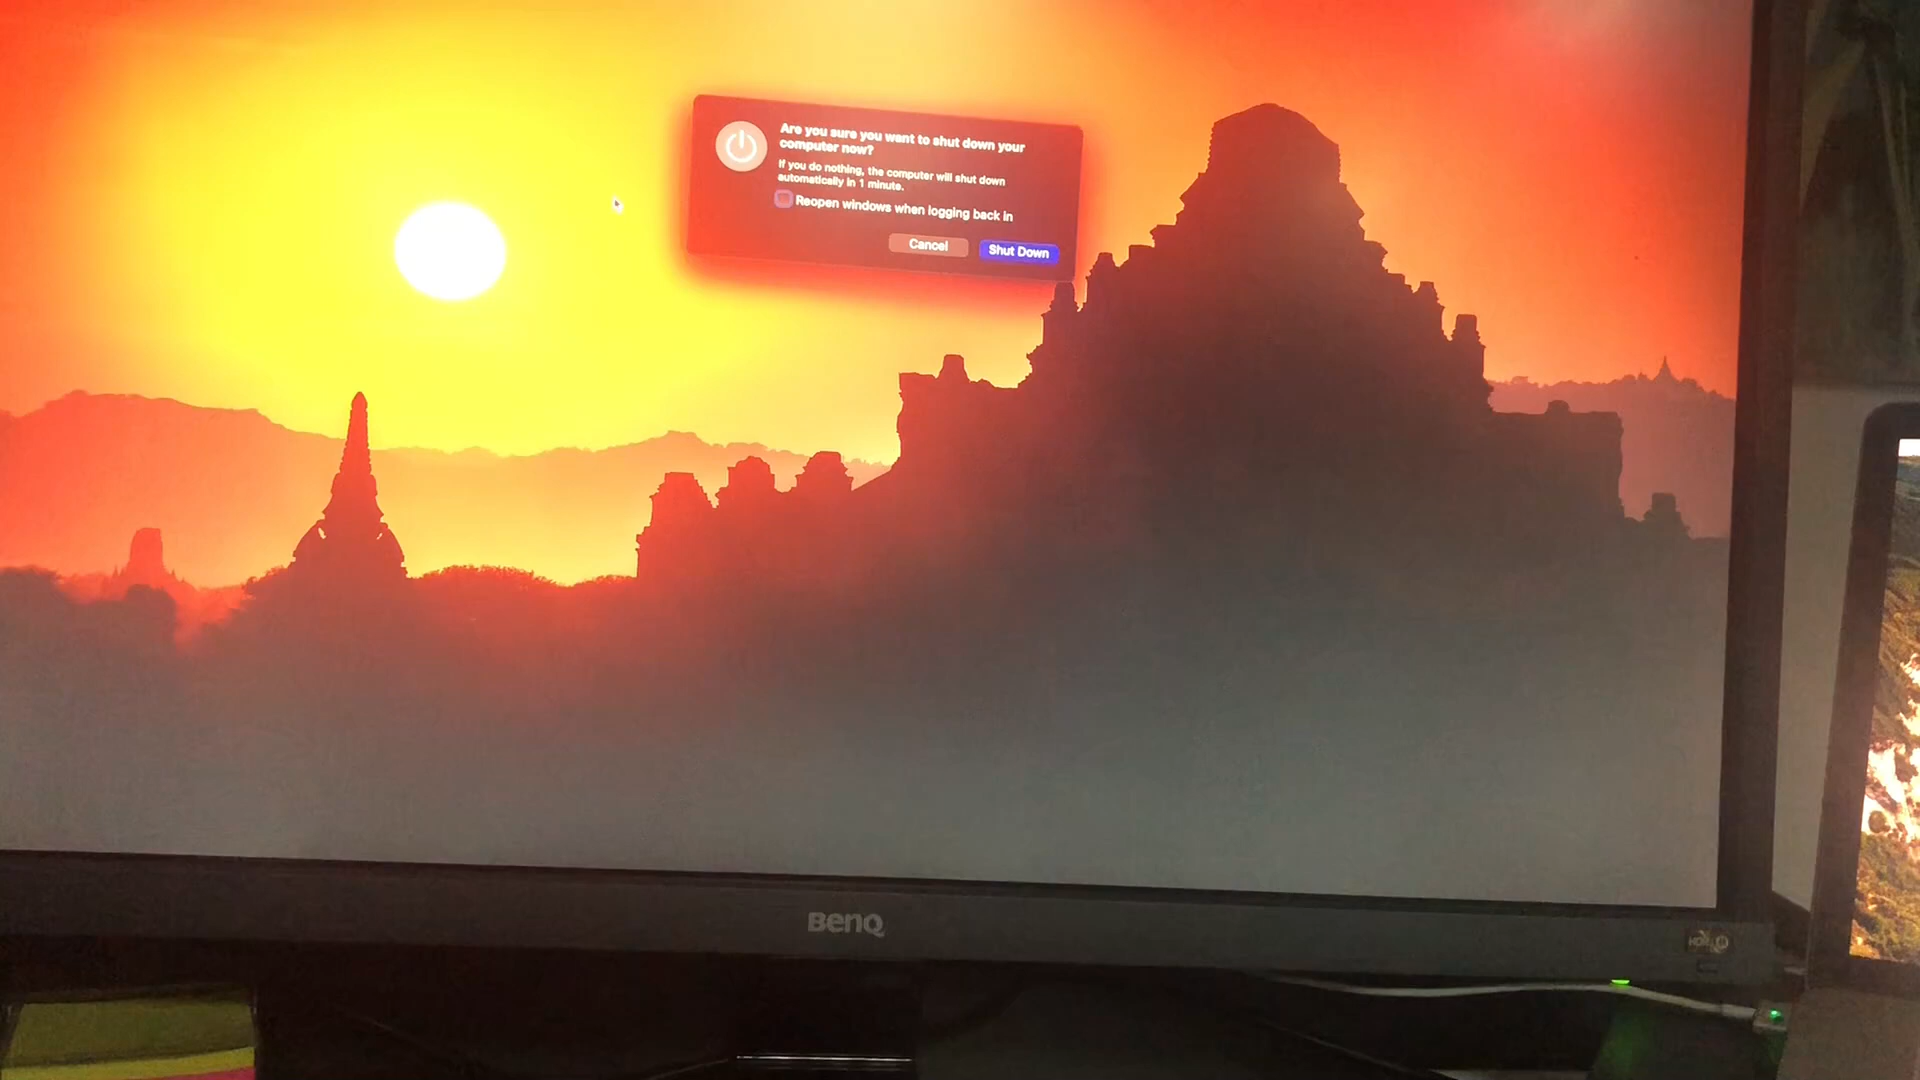 Are you sure you want to shut down your
computer now?
If you do nothing, the computer will shut down
automatically in 1 minute.
Reopen windows when logging back in
Cancel
Shut Down
BenQ